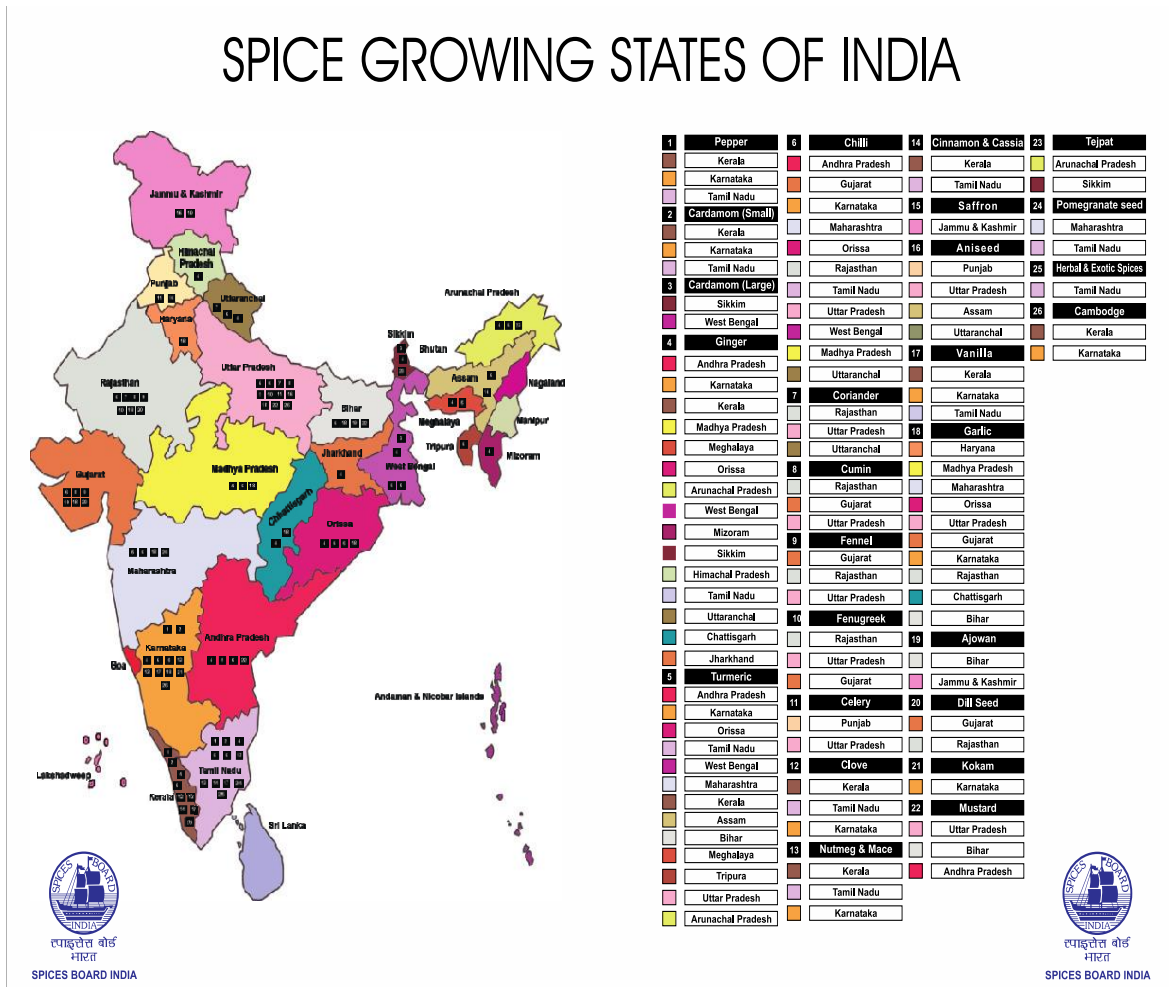 SPICE GROWING STATES OF INDIA
Jammu & Kashmir
Himachal
Pradesh
Punjab
Uttaranchal
Haryana
Arunachal Pradesh
Sikkim
Bhutan
Rajasthan
Uttar Pradesh
Assam
Nagaland
Bihar
Meghalaya
Manipur
Tripura
Mizoram
Gujarat
Madhya Pradesh
Jharkhand
West Bengal
Chhattisgarh
Orissa
Maharashtra
Andhra Pradesh
Karnataka
Goa
Andaman & Nicobar Islands
Lakshadweep
Tamil Nadu
Kerala
Sri Lanka
1 Pepper
Kerala
Karnataka
Tamil Nadu
2 Cardamom (Small)
Kerala
Karnataka
Tamil Nadu
3 Cardamom (Large)
Sikkim
West Bengal
4 Ginger
Andhra Pradesh
Karnataka
Kerala
Madhya Pradesh
Meghalaya
Orissa
Arunachal Pradesh
West Bengal
Mizoram
Sikkim
Himachal Pradesh
Tamil Nadu
Uttaranchal
Chattisgarh
Jharkhand
5 Turmeric
Andhra Pradesh
Karnataka
Orissa
Tamil Nadu
West Bengal
Maharashtra
Kerala
Assam
Bihar
Meghalaya
Tripura
Uttar Pradesh
Arunachal Pradesh
6 Chilli
Andhra Pradesh
Gujarat
Karnataka
Maharashtra
Orissa
Rajasthan
Tamil Nadu
Uttar Pradesh
West Bengal
Madhya Pradesh
Uttaranchal
7 Coriander
Rajasthan
Uttar Pradesh
Uttaranchal
8 Cumin
Rajasthan
Gujarat
Uttar Pradesh
9 Fennel
Gujarat
Rajasthan
Uttar Pradesh
10 Fenugreek
Rajasthan
Uttar Pradesh
Gujarat
11 Celery
Punjab
Uttar Pradesh
12 Clove
Kerala
Tamil Nadu
Karnataka
13 Nutmeg & Mace
Kerala
Tamil Nadu
Karnataka
14 Cinnamon & Cassia
Kerala
Tamil Nadu
15 Saffron
Jammu & Kashmir
16 Aniseed
Punjab
Uttar Pradesh
Assam
Uttaranchal
17 Vanilla
Kerala
Karnataka
Tamil Nadu
18 Garlic
Haryana
Madhya Pradesh
Maharashtra
Orissa
Uttar Pradesh
Gujarat
Karnataka
Rajasthan
Chattisgarh
Bihar
19 Ajowan
Bihar
Jammu & Kashmir
20 Dill Seed
Gujarat
Rajasthan
21 Kokam
Karnataka
22 Mustard
Uttar Pradesh
Bihar
Andhra Pradesh
23 Tejpat
Arunachal Pradesh
Sikkim
24 Pomegranate seed
Maharashtra
Tamil Nadu
25 Herbal & Exotic Spices
Tamil Nadu
26 Cambodge
Kerala
Karnataka
SPICES BOARD
INDIA
स्पाइसेस बोर्ड
भारत
SPICES BOARD INDIA
SPICES BOARD
INDIA
स्पाइसेस बोर्ड
भारत
SPICES BOARD INDIA